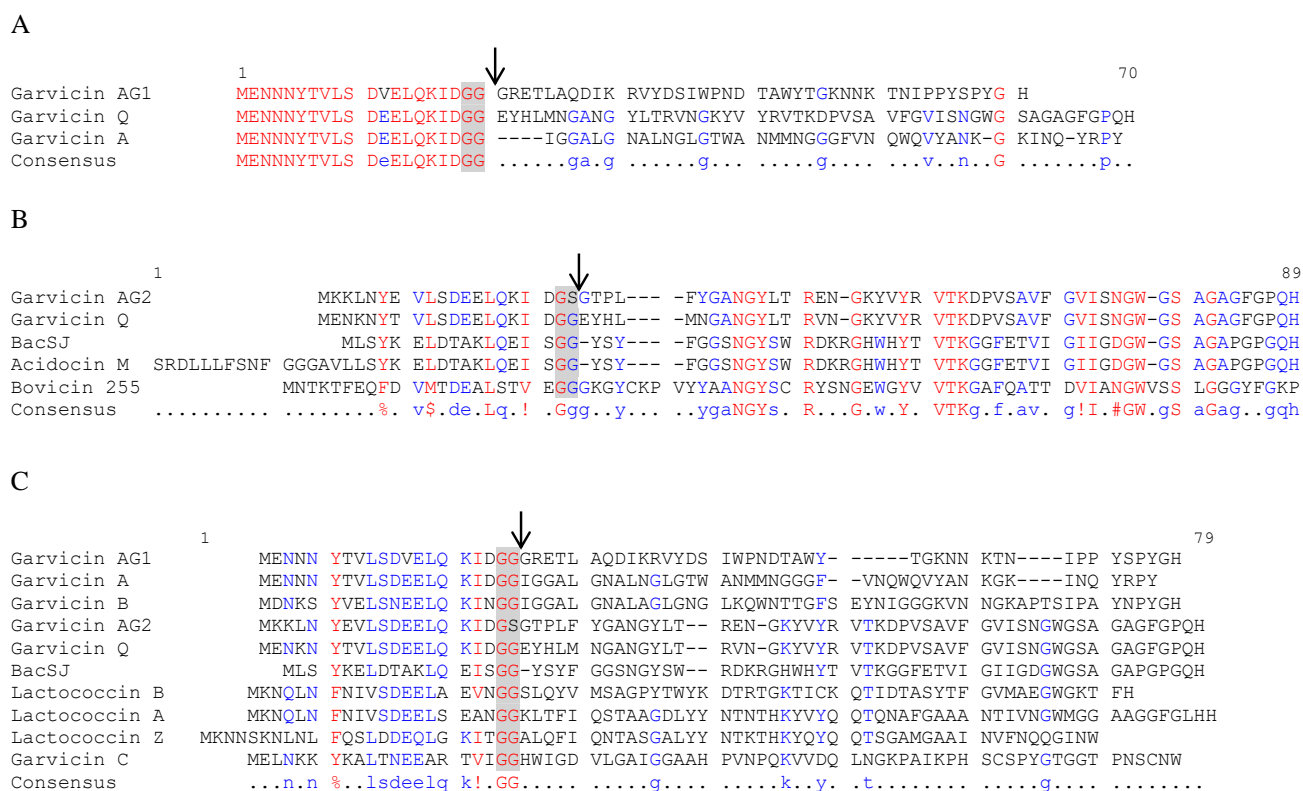 A
1 70
Garvicin AG1 MENNNYTVLS DVELQKIDGG GRETLAQDIK RVYDSIWPND TAWYTGKNNK TNIPPYSPYG H
Garvicin Q MENNNYTVLS DEELQKIDGG EYHLMNGANG YLTRVNGKYV YRVTKDPVSA VFGVISNGWG SAGAGFGPQH
Garvicin A MENNNYTVLS DEELQKIDGG ----IGGALG NALNGLGTWA NMMNGGGFVN QWQVYANK-G KINQ-YRPY
Consensus MENNNYTVLS DeELQKIDGG ......ga.g ......g... ......g... .....v..n. G........p..
B
1 89
Garvicin AG2 MKKLNYE VLSDEELQKI DGSGTPL--- -FYGANGYLT REN-GKYVYR VTKDPVSAVF GVISNGW-GS AGAGFGPQH
Garvicin Q MENKNYT VLSDEELQKI DGGEYHL--- -MNGANGYLT RVN-GKYVYR VTKDPVSAVF GVISNGW-GS AGAGFGPQH
BacSJ MLSYK ELDTAKLQEI SGG-YSY--- -FGGSNGYSW RDKRGHWHYT VTKGGFETVI GIIGDGW-GS AGAPGPGQH
Acidocin M SRDLLLFSNF GGGAVLLSYK ELDTAKLQEI SGG-YSY--- -FGGSNGYSW RDKRGHWHYT VTKGGFETVI GIIGDGW-GS AGAPGPGQH
Bovicin 255 MNTKTFEQFD VMTDEALSTV EGGGKGYCKP VYYAANGYSC RYSNGEWGYV VTKGAFQATT DVIANGWVSS LGGGYFGKP
Consensus .......... ........%. v$.de.Lq.! .Ggg..y... ..yganGYs. R...G.w.Y. VTKg.f.av. g!I.#GW.gS aGag..gqh
C
1 79
Garvicin AG1 MENNN YTVLSDVELQ KIDGGGRETL AQDIKRVYDS IWPNDTAWY- -----TGKNN KTN----IPP YSPYGH
Garvicin A MENNN YTVLSDEELQ KIDGGIGGAL GNALNGLGTW ANMMNGGGF- -VNQWQVYAN KGK----INQ YRPY
Garvicin B MDNKS YVELSNEELQ KINGGIGGAL GNALAGLGNG LKQWNTTGFS EYNIGGGKVN NGKAPTSIPA YNPYGH
Garvicin AG2 MKKLN YEVLSDEELQ KIDGSGTPLF YGANGYLT-- REN-GKYVYR VTKDPVSAVF GVISNGWGSA GAGFGPQH
Garvicin Q MENKN YTVLSDEELQ KIDGGEYHLM NGANGYLT-- RVN-GKYVYR VTKDPVSAVF GVISNGWGSA GAGFGPQH
BacSJ MLS YKELDTAKLQ EISGG-YSYF GGSNGYSW-- RDKRGHWHYT VTKGGFETVI GIIGDGWGSA GAPGPGQH
Lactococcin B MKNQLN FNIVSDEELA EVNGGSLQYV MSAGPYTWYK DTRTGKTICK QTIDTASYTF GVMAEGWGKT FH
Lactococcin A MKNQLN FNIVSDEELS EANGGKLTFI QSTAAGDLYY NTNTHKYVYQ QTQNAFGAAA NTIVNGWMGG AAGGFGLHH
Lactococcin Z MKNNSKNLNL FQSLDDEQLG KITGGALQFI QNTASGALYY NTKTHKYQYQ QTSGAMGAAI NVFNQQGINW
Garvicin C MELNKK YKALTNEEAR TVIGGHWIGD VLGAIGGAAH PVNPQKVVDQ LNGKPAIKPH SCSPYGTGGT PNSCNW
Consensus ...n.n %..lsdeelq k!.GG..... .....g.... .....k..y. .t........ .....g.... .........